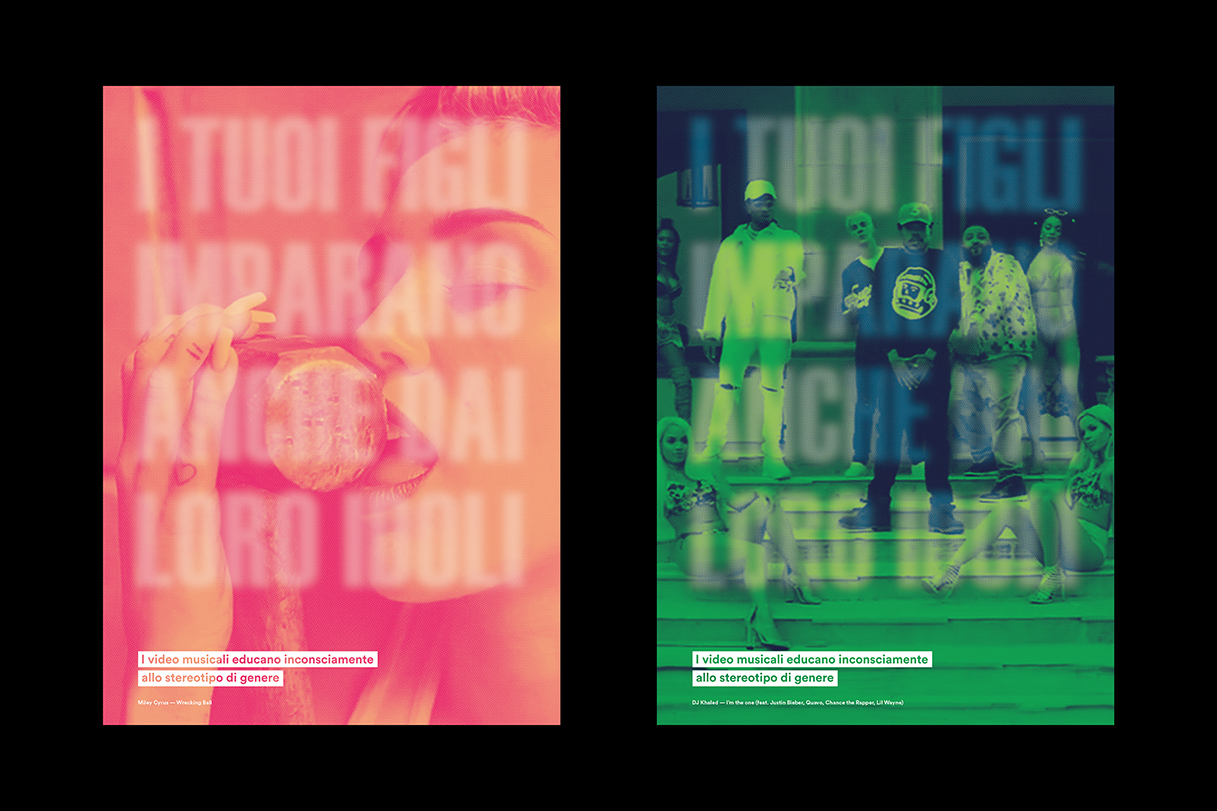 I TUOI FIGLI
IMPARANO
ANCHE DAI
LORO IDOLI
I video musicali educano inconsciamente
allo stereotipo di genere
Miley Cyrus — Wrecking Ball
I TUOI FIGLI
IMPARANO
ANCHE DAI
LORO IDOLI
I video musicali educano inconsciamente
allo stereotipo di genere
DJ Khaled — I'm the one (feat. Justin Bieber, Quavo, Chance the Rapper, Lil Wayne)